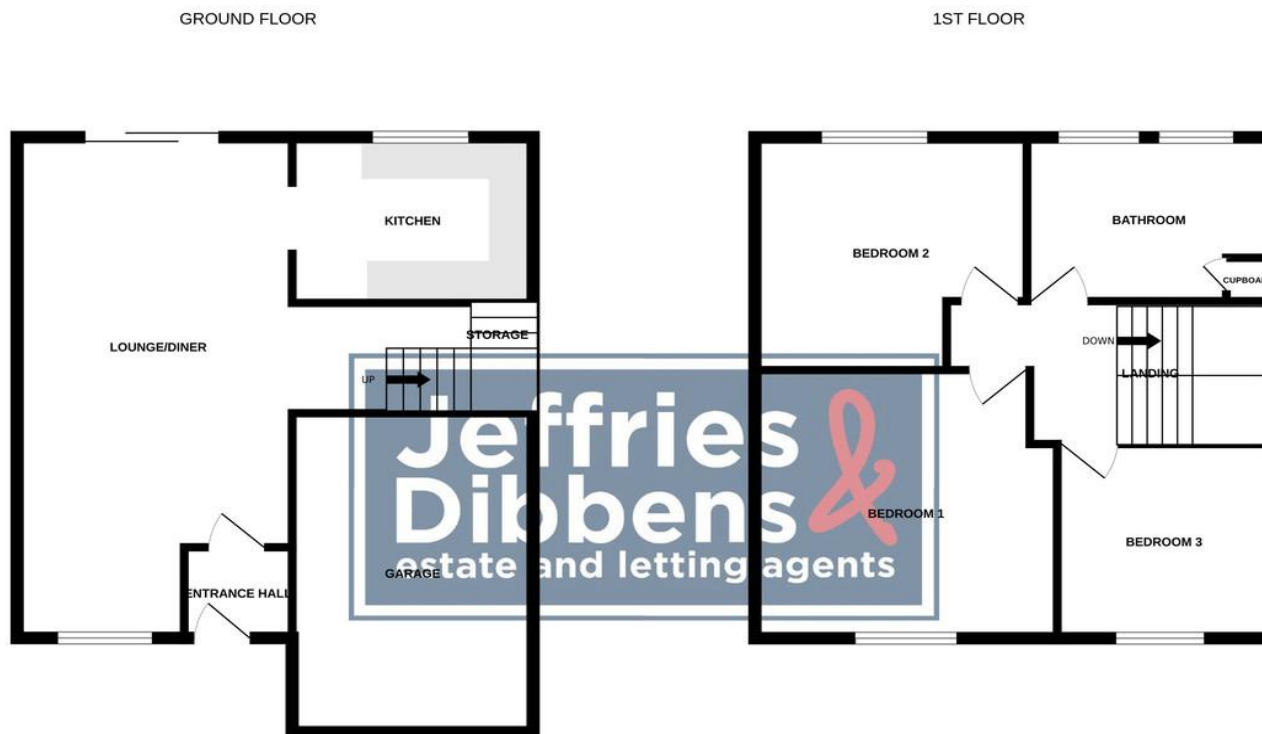 GROUND FLOOR
1ST FLOOR
KITCHEN
LOUNGE/DINER
STORAGE
UP
ENTRANCE HALL
GARAGE
BEDROOM 2
BATHROOM
CUPBOA
DOWN
LANDING
BEDROOM 1
BEDROOM 3
Jeffries &
Dibbens
estate and letting agents